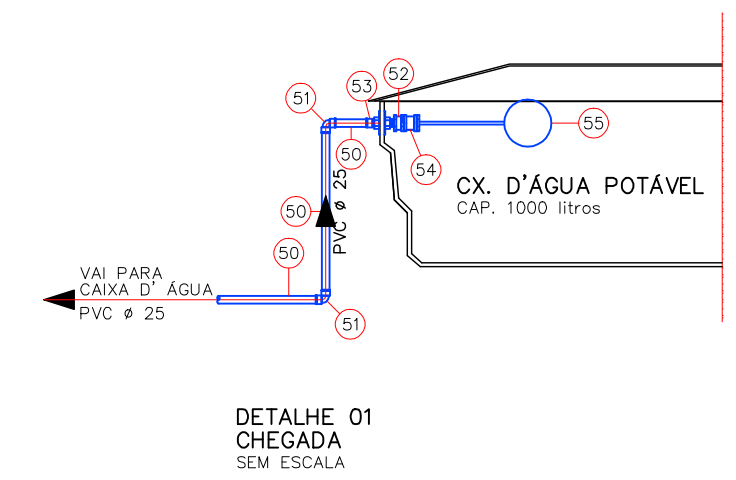 53
52
51
55
50
54
CX. D'ÁGUA POTÁVEL
CAP. 1000 litros
50
PVC ø 25
50
VAI PARA
CAIXA D' ÁGUA
PVC ø 25
51
DETALHE 01
CHEGADA
SEM ESCALA